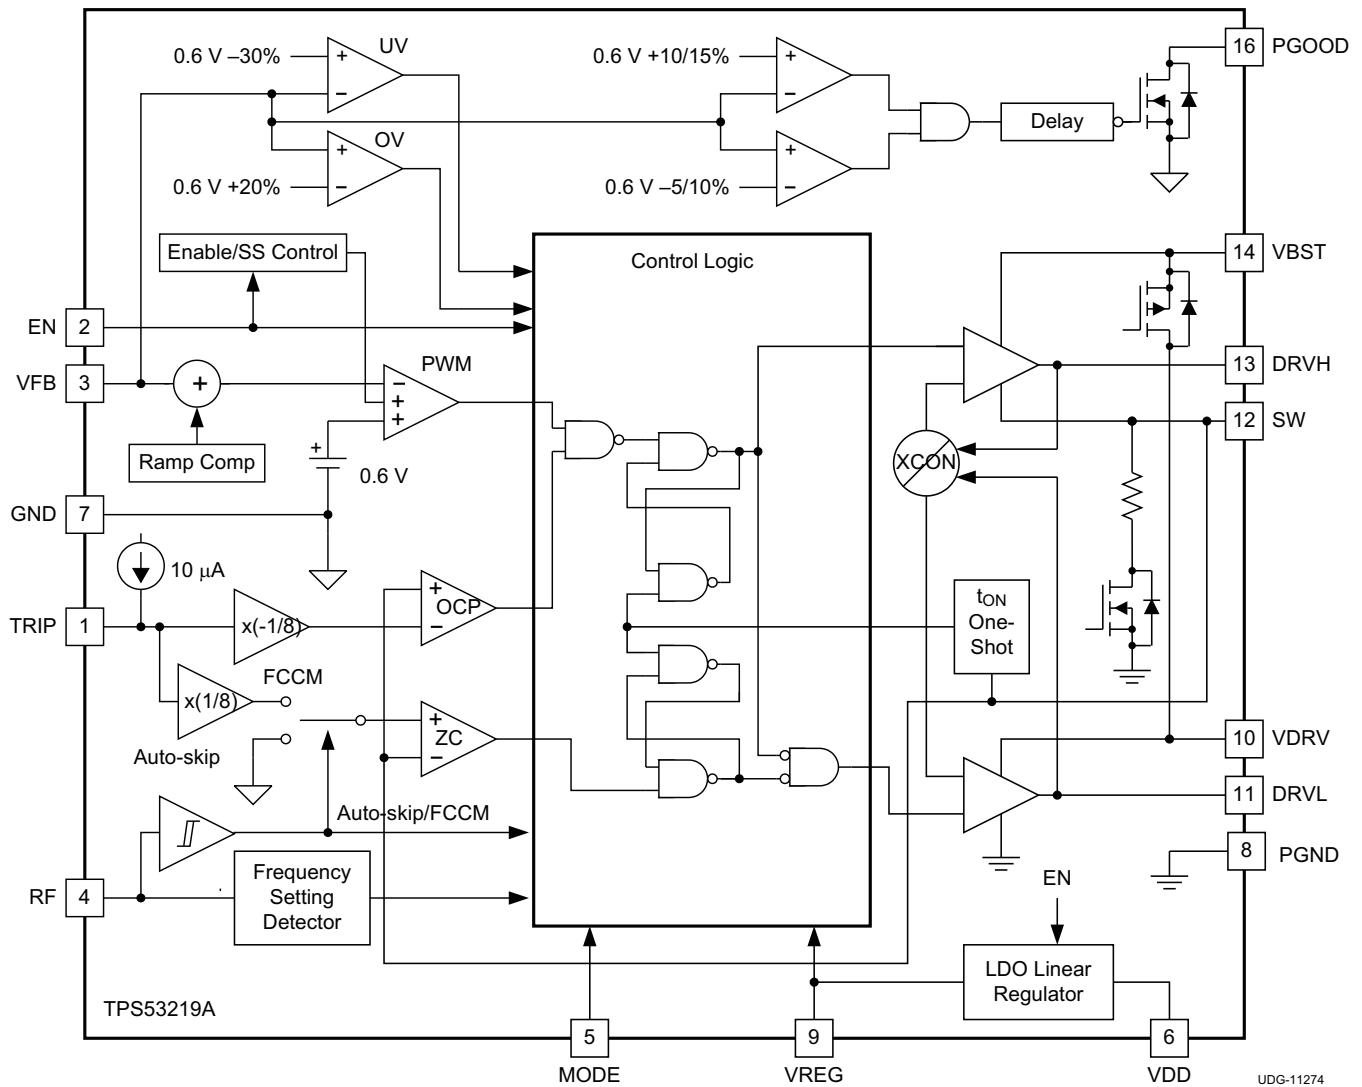 0.6 V –30%
+
–
UV
0.6 V +10/15%
+
–
16
PGOOD
Delay
+
–
OV
0.6 V +20%
+
–
0.6 V –5/10%
Enable/SS Control
Control Logic
14
VBST
EN
2
VFB
3
+
PWM
–
+
+
13
DRVH
12
SW
Ramp Comp
+
0.6 V
XCON
GND
7
10 µA
TRIP
1
x(-1/8)
+
OCP
–
tON
One-
Shot
FCCM
x(1/8)
Auto-skip
+
ZC
–
10
VDRV
11
DRVL
Auto-skip/FCCM
8
PGND
RF
4
Frequency
Setting
Detector
EN
LDO Linear
Regulator
TPS53219A
5
MODE
9
VREG
6
VDD
UDG-11274